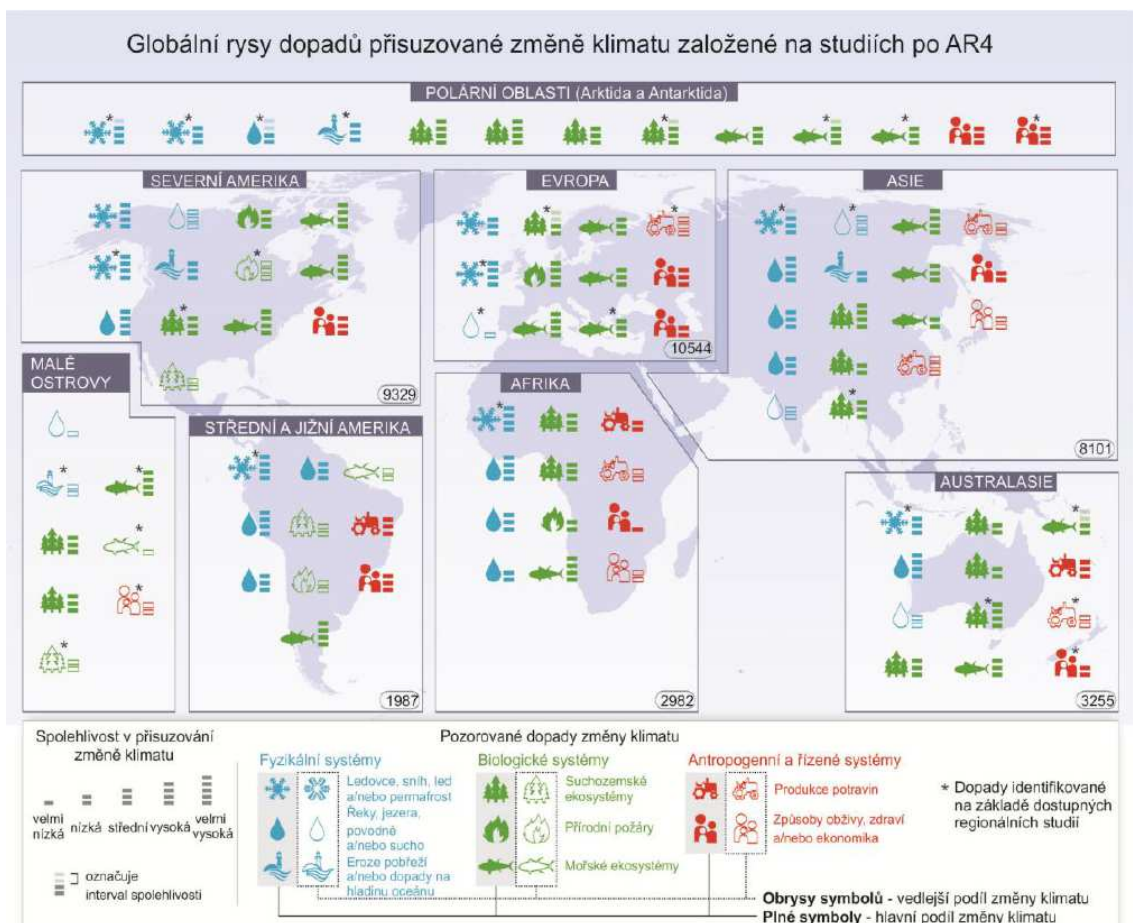 Globální rysy dopadů přisuzované změně klimatu založené na studiích po AR4
POLÁRNÍ OBLASTI (Arktida a Antarktida)
* * * * * * * *
SEVERNÍ AMERIKA
* * *
9329
EVROPA
* * * * *
10544
ASIE
* * * * * *
8101
MALÉ
OSTROVY
* * * * *
STŘEDNÍ A JIŽNÍ AMERIKA
*
1987
AFRIKA
*
2982
AUSTRALASIE
* * * * *
3255
Spolehlivost v přisuzování
změně klimatu
velmi
nízká
nízká
střední
vysoká
velmi
vysoká
označuje
interval spolehlivosti
Pozorované dopady změny klimatu
Fyzikální systémy
Ledovce, sníh, led
a/nebo permafrost
Řeky, jezera,
povodně
a/nebo sucho
Eroze pobřeží
a/nebo dopady na
hladinu oceánu
Biologické systémy
Suchozemské
ekosystémy
Přírodní požáry
Mořské ekosystémy
Antropogenní a řízené systémy
Produkce potravin
Způsoby obživy, zdraví
a/nebo ekonomika
* Dopady identifikované
na základě dostupných
regionálních studií
Obrysy symbolů - vedlejší podíl změny klimatu
Plné symboly - hlavní podíl změny klimatu